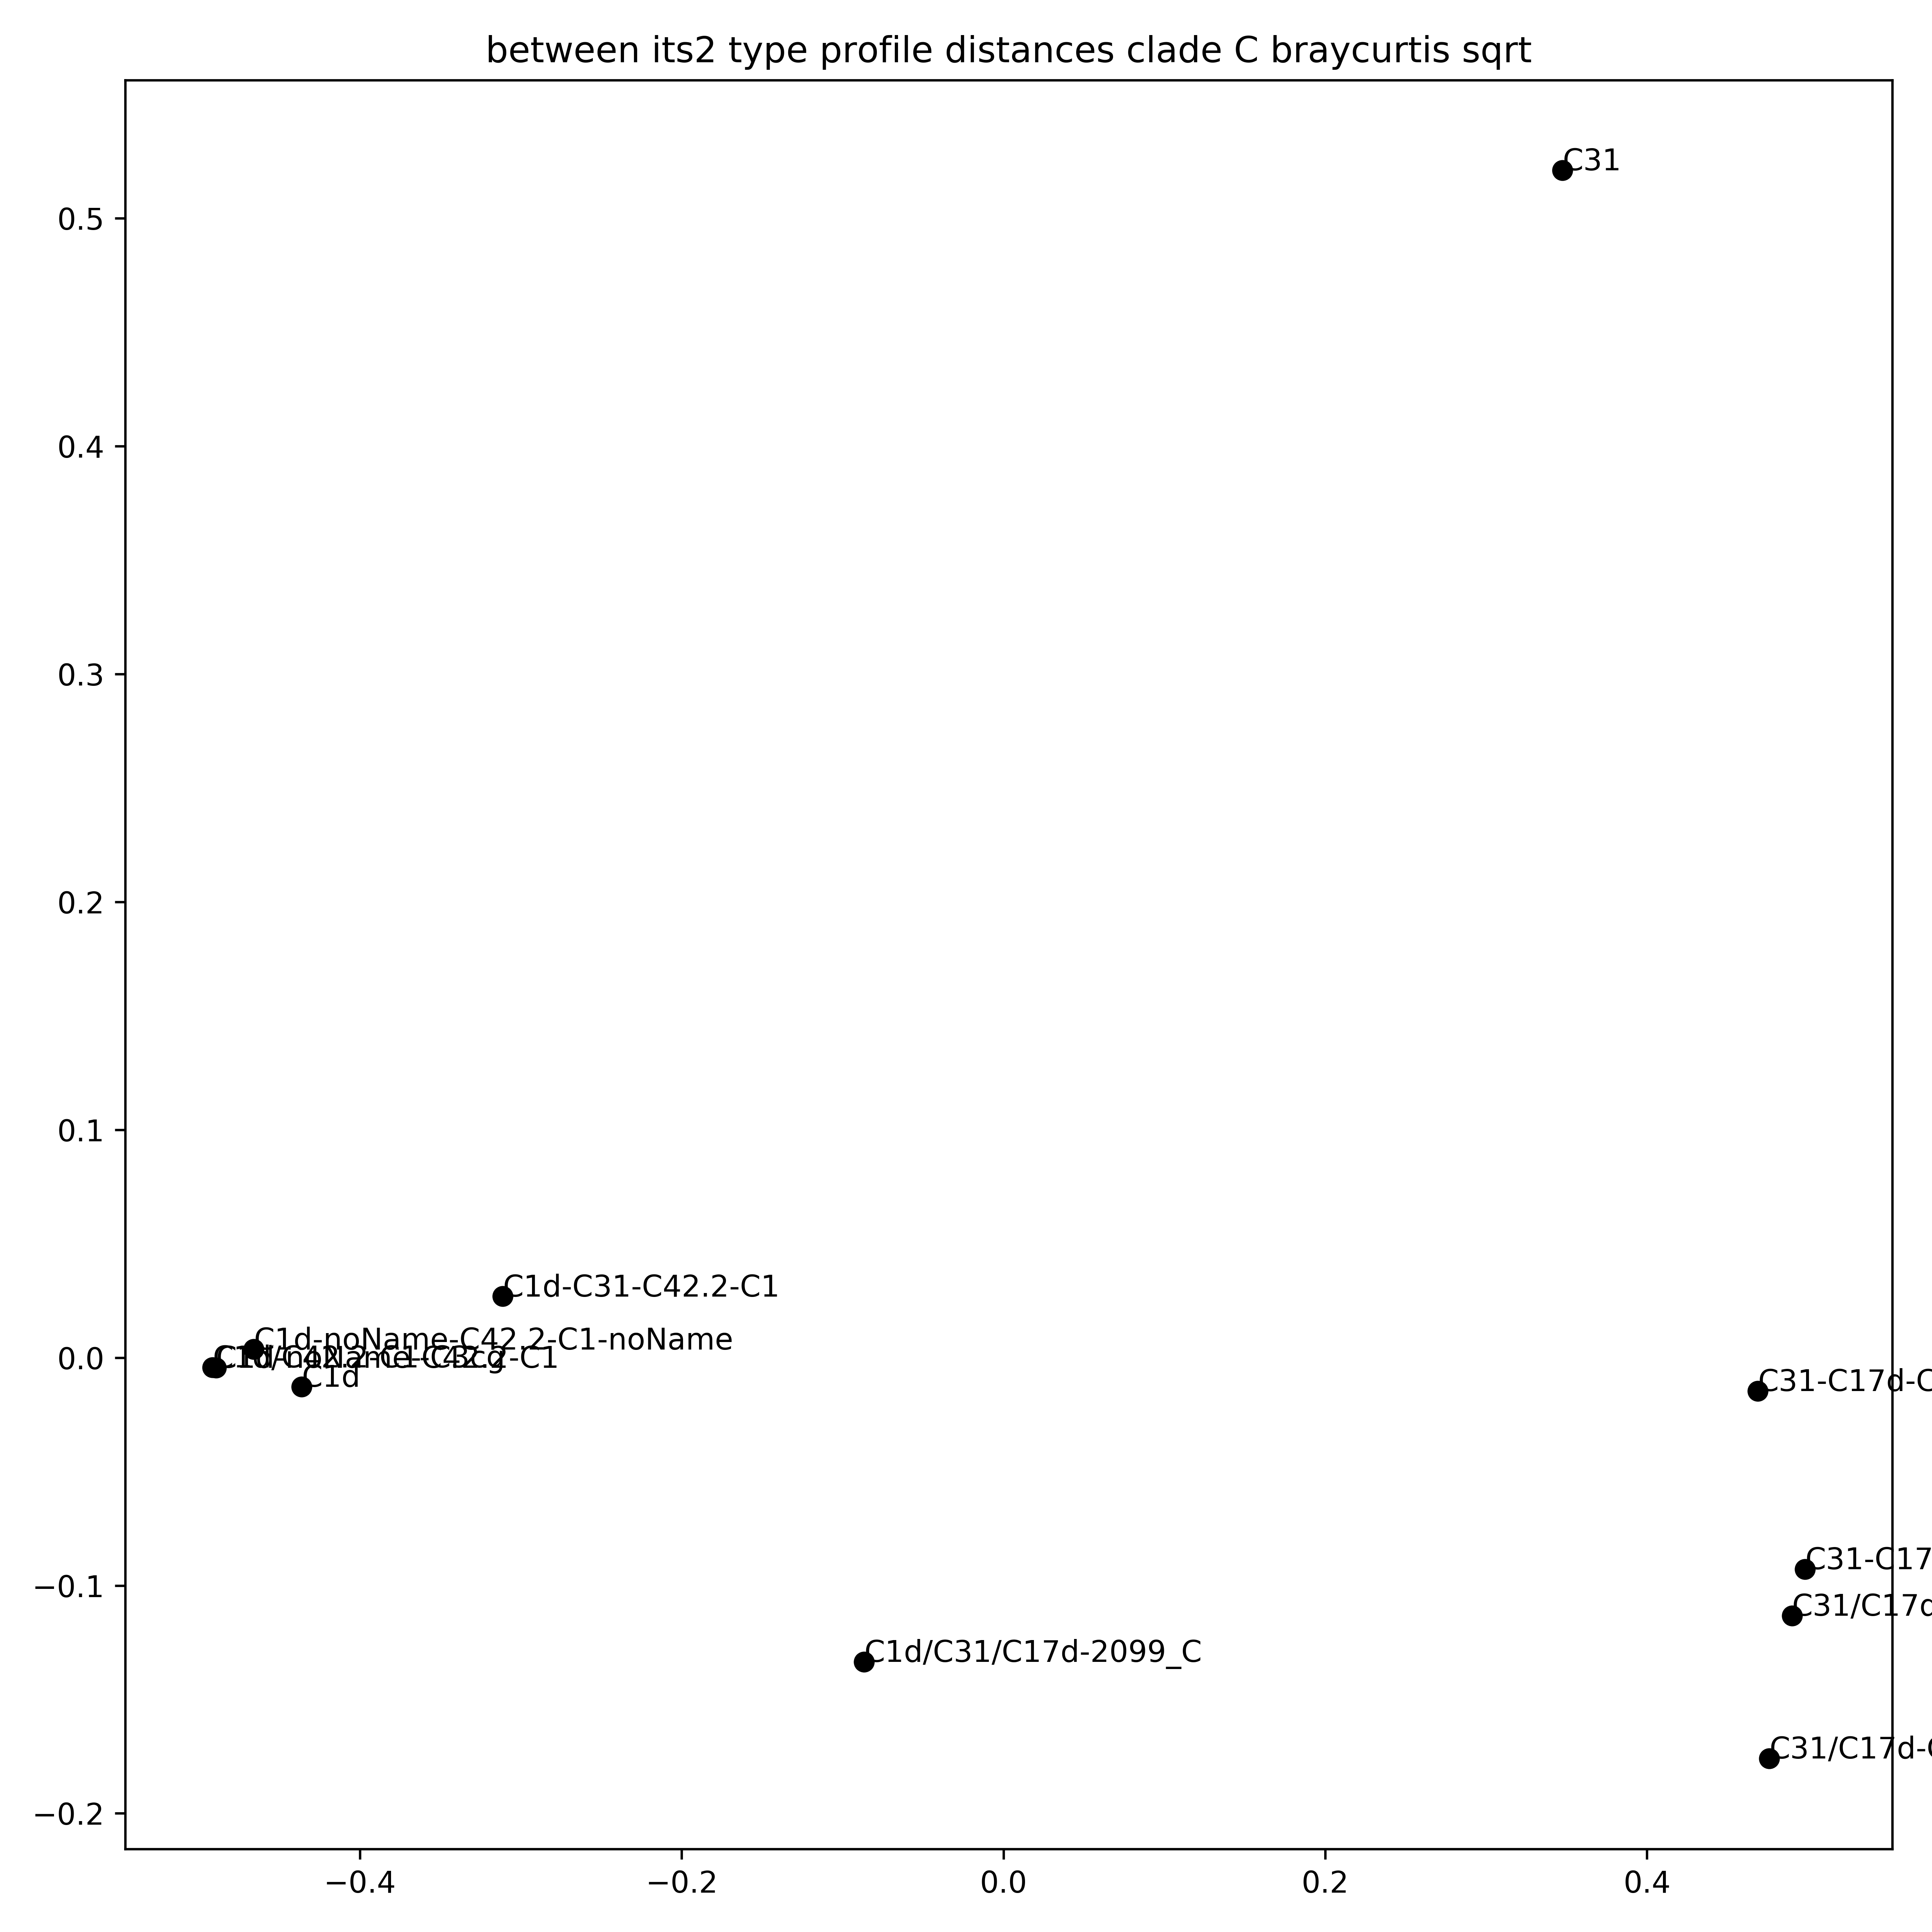 between its2 type profile distances clade C braycurtis sqrt
C31
0.5
0.4
0.3
0.2
0.1
C1d-C31-C42.2-C1
C1d-noName-C42.2-C1-noName
0.0
C1d
C31-C17d-C
C31-C17
−0.1
C31/C17d
C1d/C31/C17d-2099_C
C31/C17d-C
−0.2
−0.4
−0.2
0.0
0.2
0.4